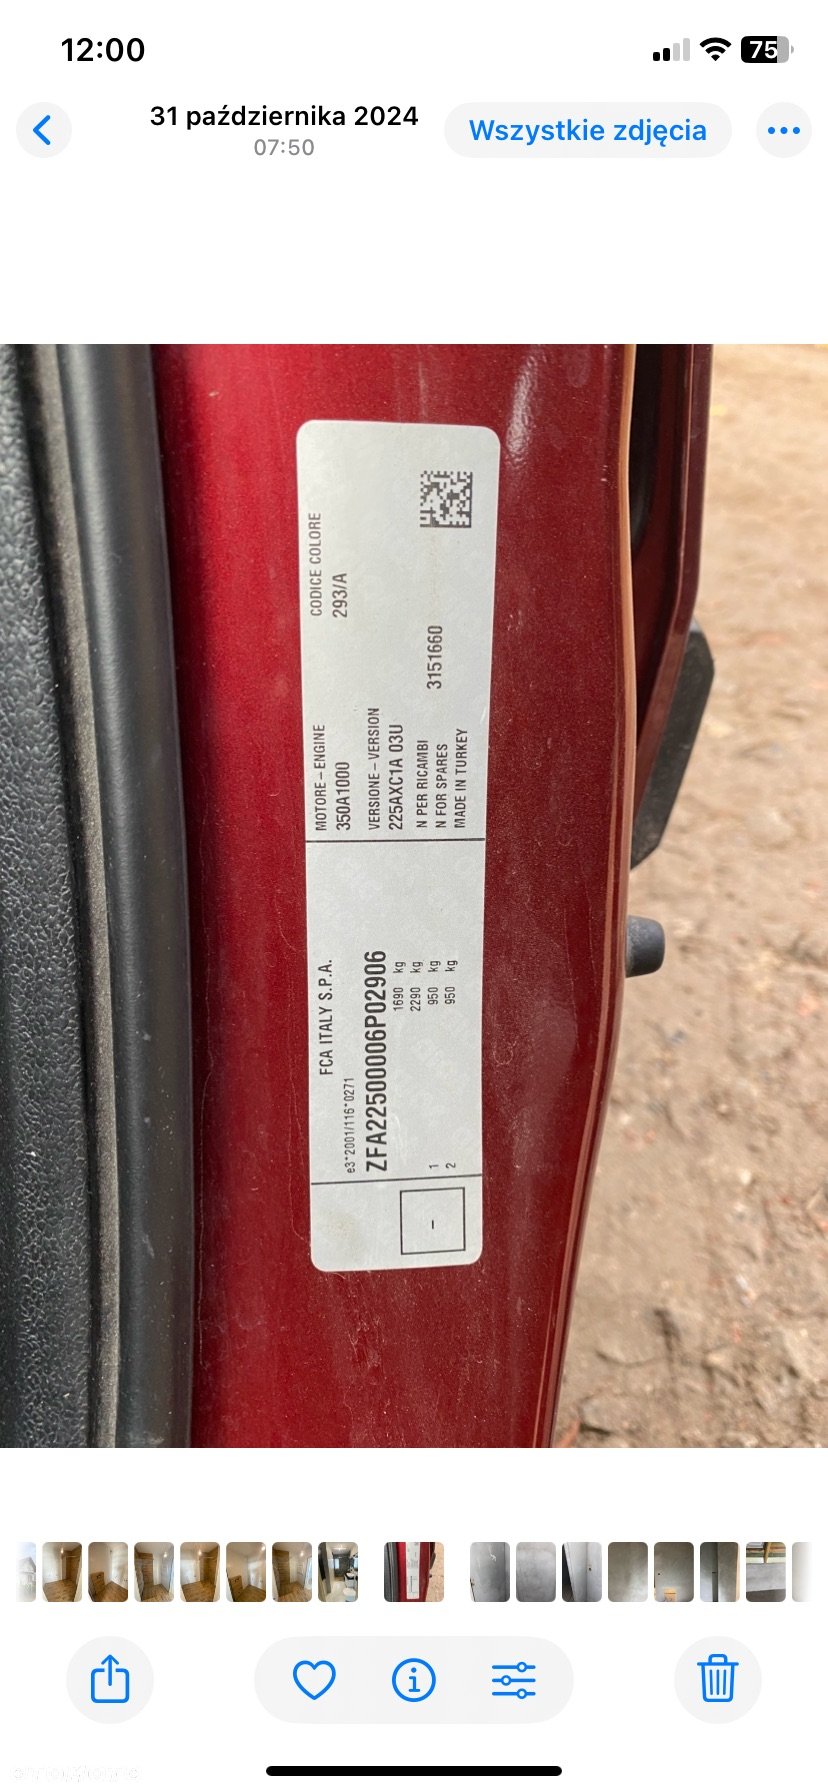 12:00
75
31 października 2024
07:50
Wszystkie zdjęcia
FCA ITALY S.P.A.
e3*2001/116*0271
ZFA22500006P02906
1690 kg
2290 kg
1 950 kg
2 950 kg
-
MOTORE - ENGINE
350A1000
CODICE COLORE
293/A
VERSIONE - VERSION
225AXC1A 03U
N PER RICAMBI
N FOR SPARES 3151660
MADE IN TURKEY